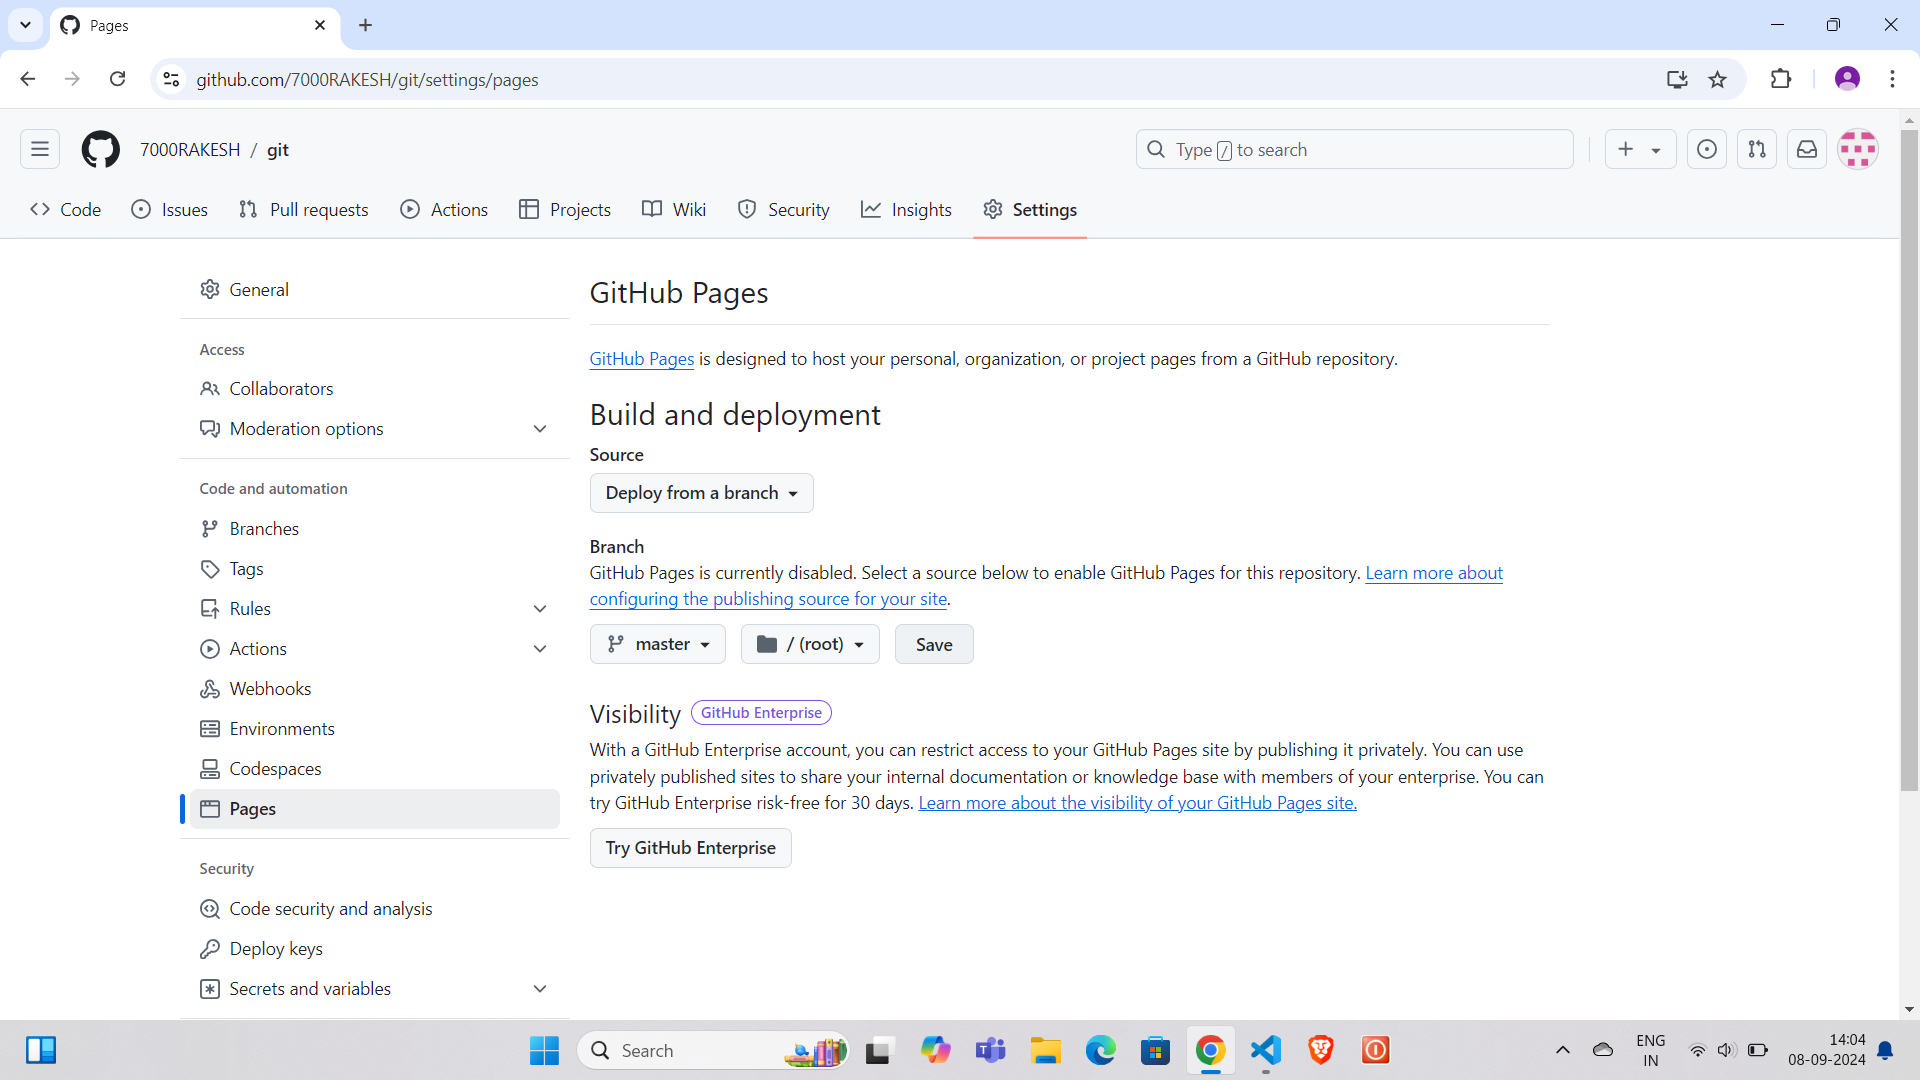 Pages
github.com/7000RAKESH/git/settings/pages
7000RAKESH / git
Type / to search
Code
Issues
Pull requests
Actions
Projects
Wiki
Security
Insights
Settings
General
Access
Collaborators
Moderation options
Code and automation
Branches
Tags
Rules
Actions
Webhooks
Environments
Codespaces
Pages
Security
Code security and analysis
Deploy keys
Secrets and variables
GitHub Pages
GitHub Pages is designed to host your personal, organization, or project pages from a GitHub repository.
Build and deployment
Source
Deploy from a branch
Branch
GitHub Pages is currently disabled. Select a source below to enable GitHub Pages for this repository. Learn more about
configuring the publishing source for your site.
master
/ (root)
Save
Visibility GitHub Enterprise
With a GitHub Enterprise account, you can restrict access to your GitHub Pages site by publishing it privately. You can use
privately published sites to share your internal documentation or knowledge base with members of your enterprise. You can
try GitHub Enterprise risk-free for 30 days. Learn more about the visibility of your GitHub Pages site.
Try GitHub Enterprise
Search
ENG
IN
14:04
08-09-2024